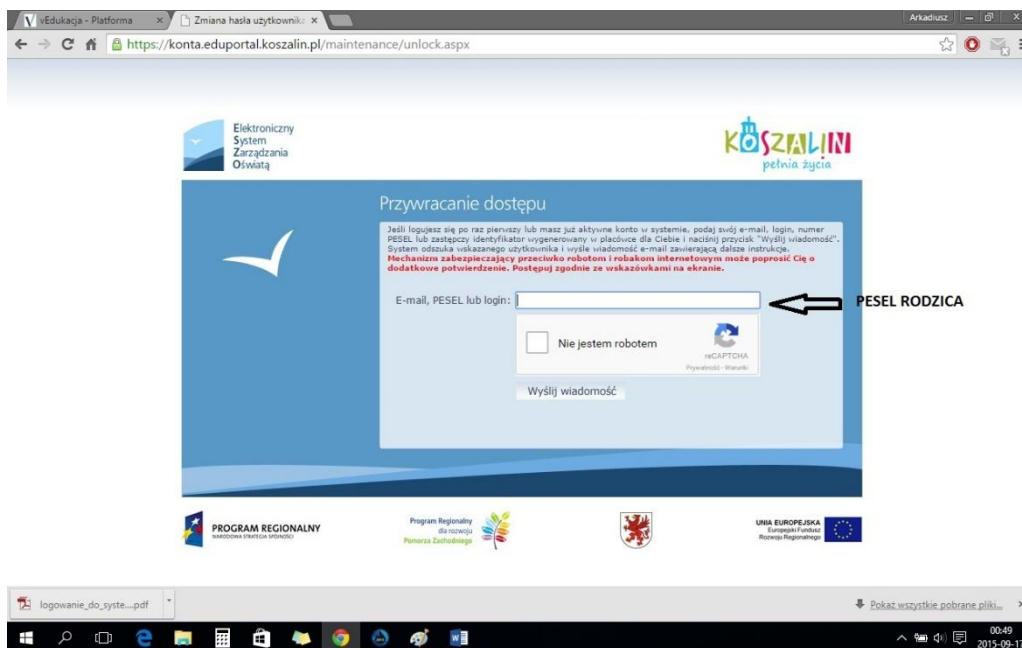 vEdukacja - Platforma
Zmiana hasła użytkownik
Arkadiusz
https://konta.eduportal.koszalin.pl/maintenance/unlock.aspx
Elektroniczny
System
Zarządzania
Oświatą
KOSZALIN
pełnia życia
Przywracanie dostępu
Jeśli logujesz się po raz pierwszy lub masz już aktywne konto w systemie, podaj swój e-mail, login, numer
PESEL lub zastępczy identyfikator wygenerowany w placówce dla Ciebie i naciśnij przycisk "Wyślij wiadomość".
System odszuka wskazanego użytkownika i wyśle wiadomość e-mail zawierającą dalsze instrukcje.
Mechanizm zabezpieczający przeciwko robotom i robakom internetowym może poprosić Cię o
dodatkowe potwierdzenie. Postępuj zgodnie ze wskazówkami na ekranie.
E-mail, PESEL lub login:
PESEL RODZICA
Nie jestem robotem
reCAPTCHA
Prywatność - Warunki
Wyślij wiadomość
PROGRAM REGIONALNY
NARODOWA STRATEGIA SPÓJNOŚCI
Program Regionalny
dla rozwoju
Pomorza Zachodniego
UNIA EUROPEJSKA
Europejski Fundusz
Rozwoju Regionalnego
logowanie_do_syste....pdf
Pokaż wszystkie pobrane pliki...
00:49
2015-09-17